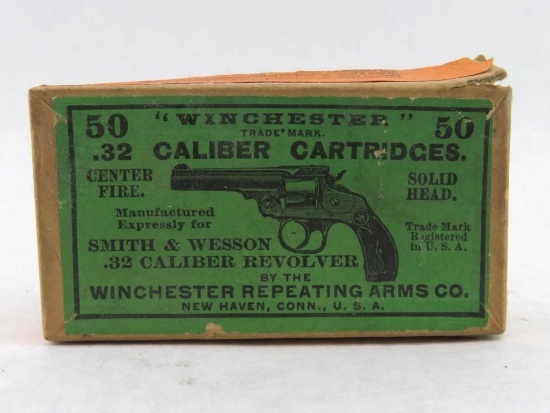 50 "WINCHESTER" 50
TRADE MARK.
.32 CALIBER CARTRIDGES.
CENTER FIRE.
SOLID HEAD.
Manufactured
Expressly for
Trade Mark
Registered
in U. S. A.
SMITH & WESSON
.32 CALIBER REVOLVER
BY THE
WINCHESTER REPEATING ARMS CO.
NEW HAVEN, CONN., U. S. A.